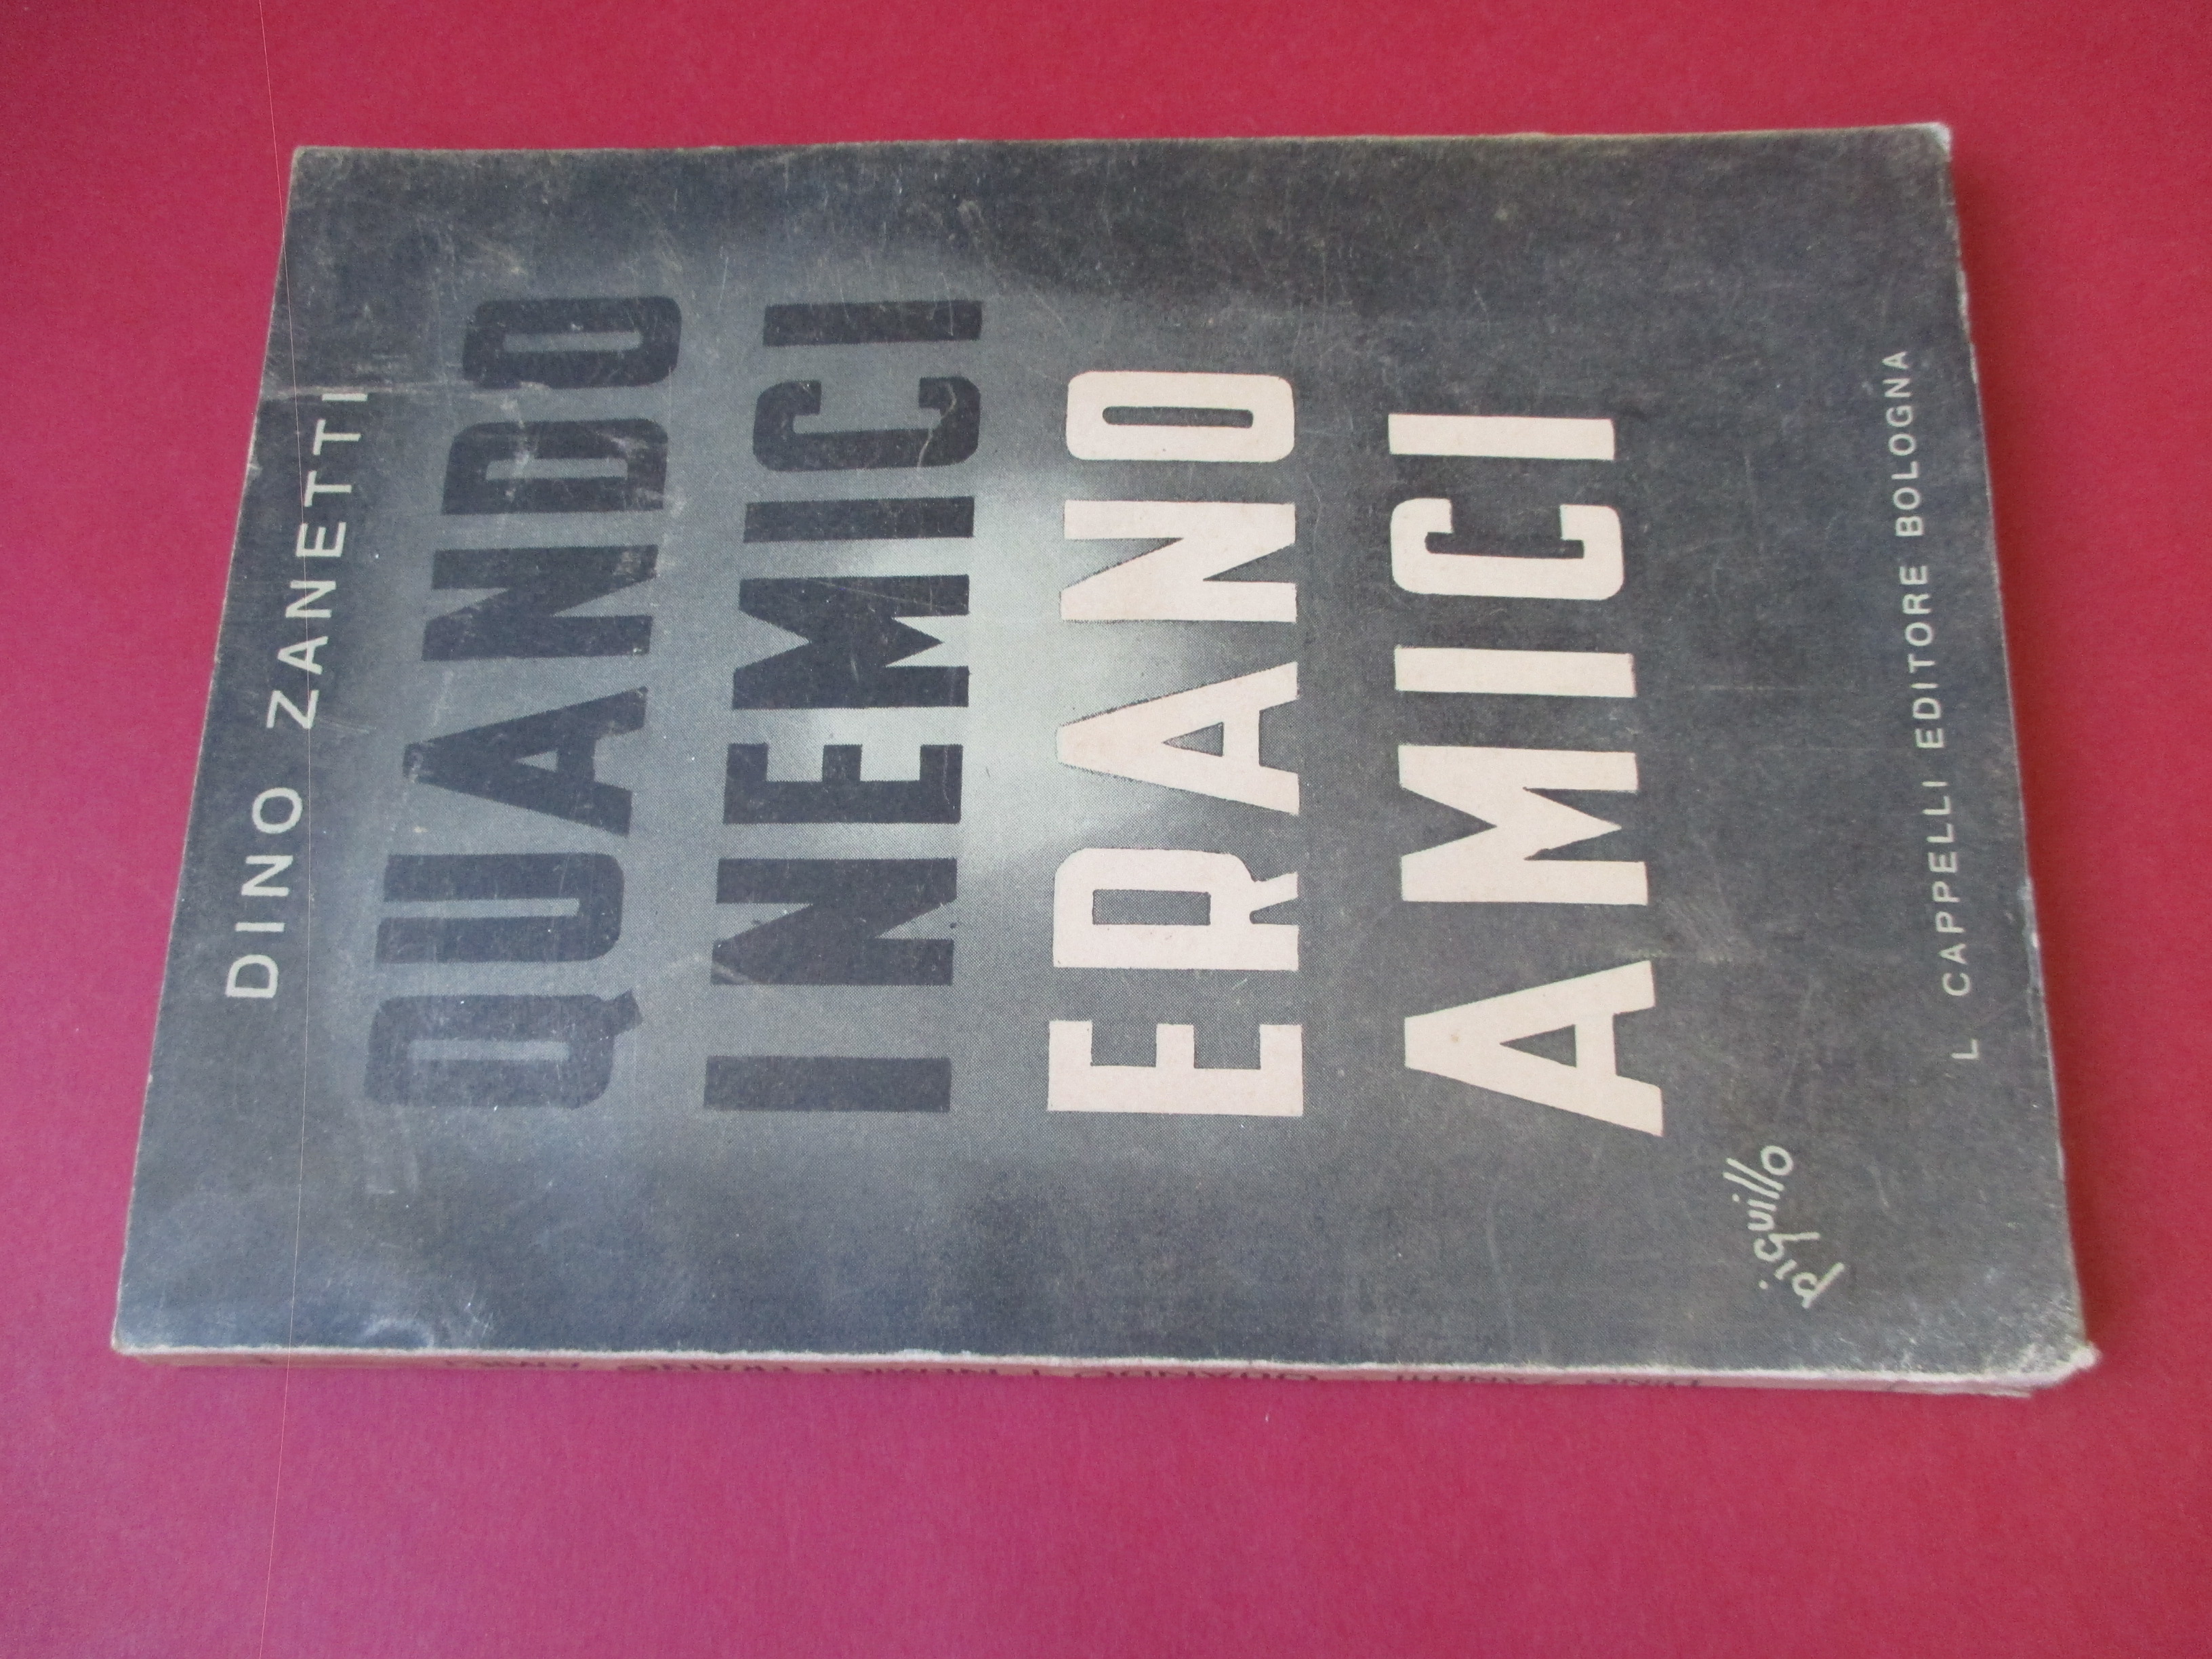 DINO ZANETTI
QUANDO
I NEMICI
ERANO
AMICI
piquillo
L CAPPELLI EDITORE BOLOGNA